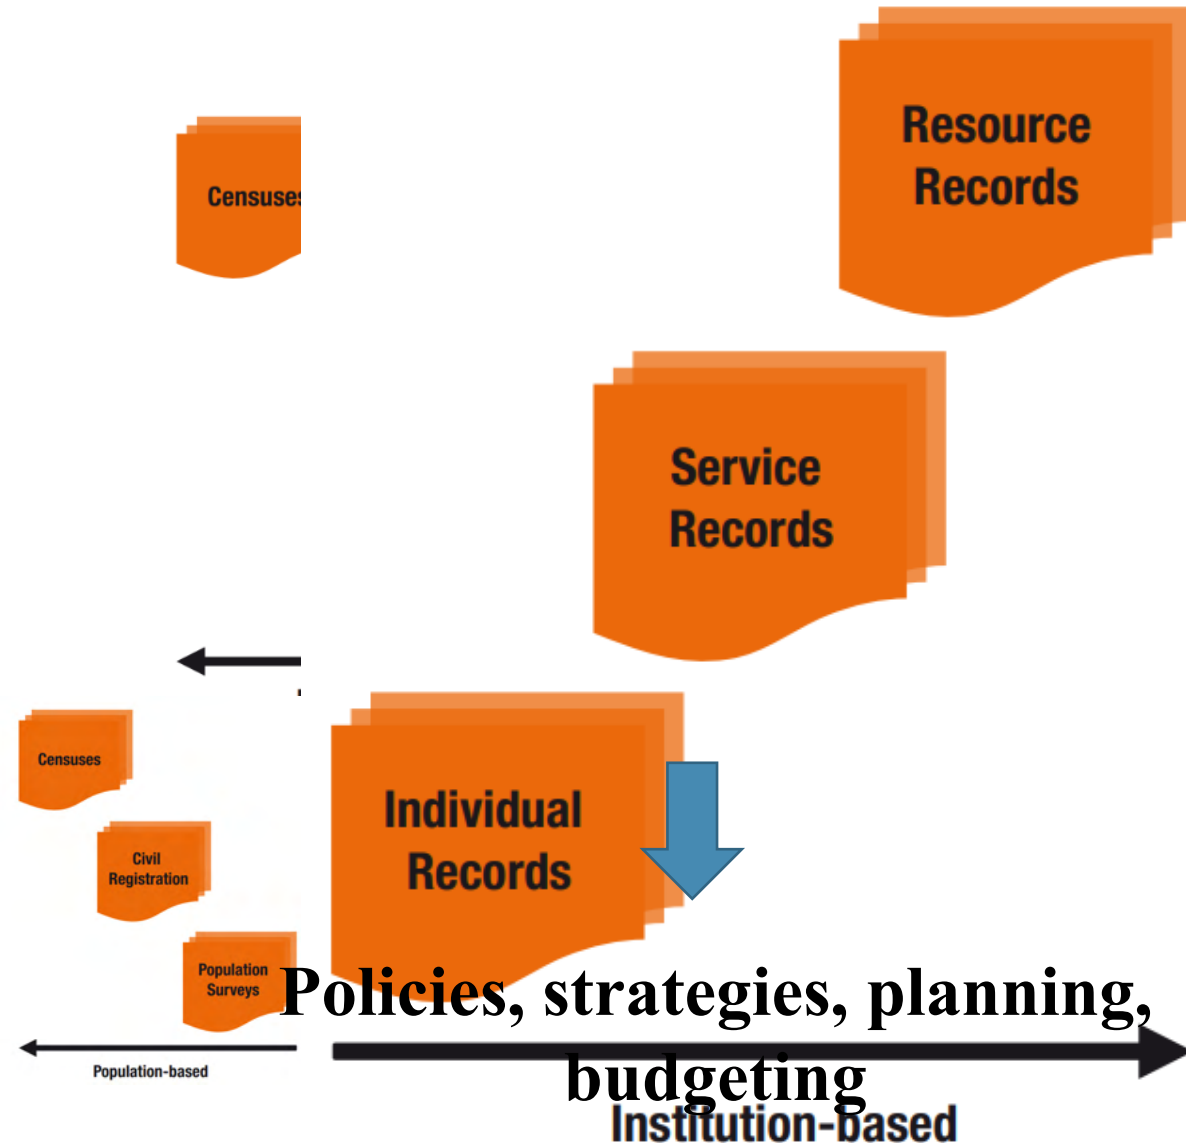 Resource
Records
Censuses
Service
Records
Censuses
Individual
Records
Civil
Registration
Population
Surveys
Policies, strategies, planning,
budgeting
Population-based
Institution-based